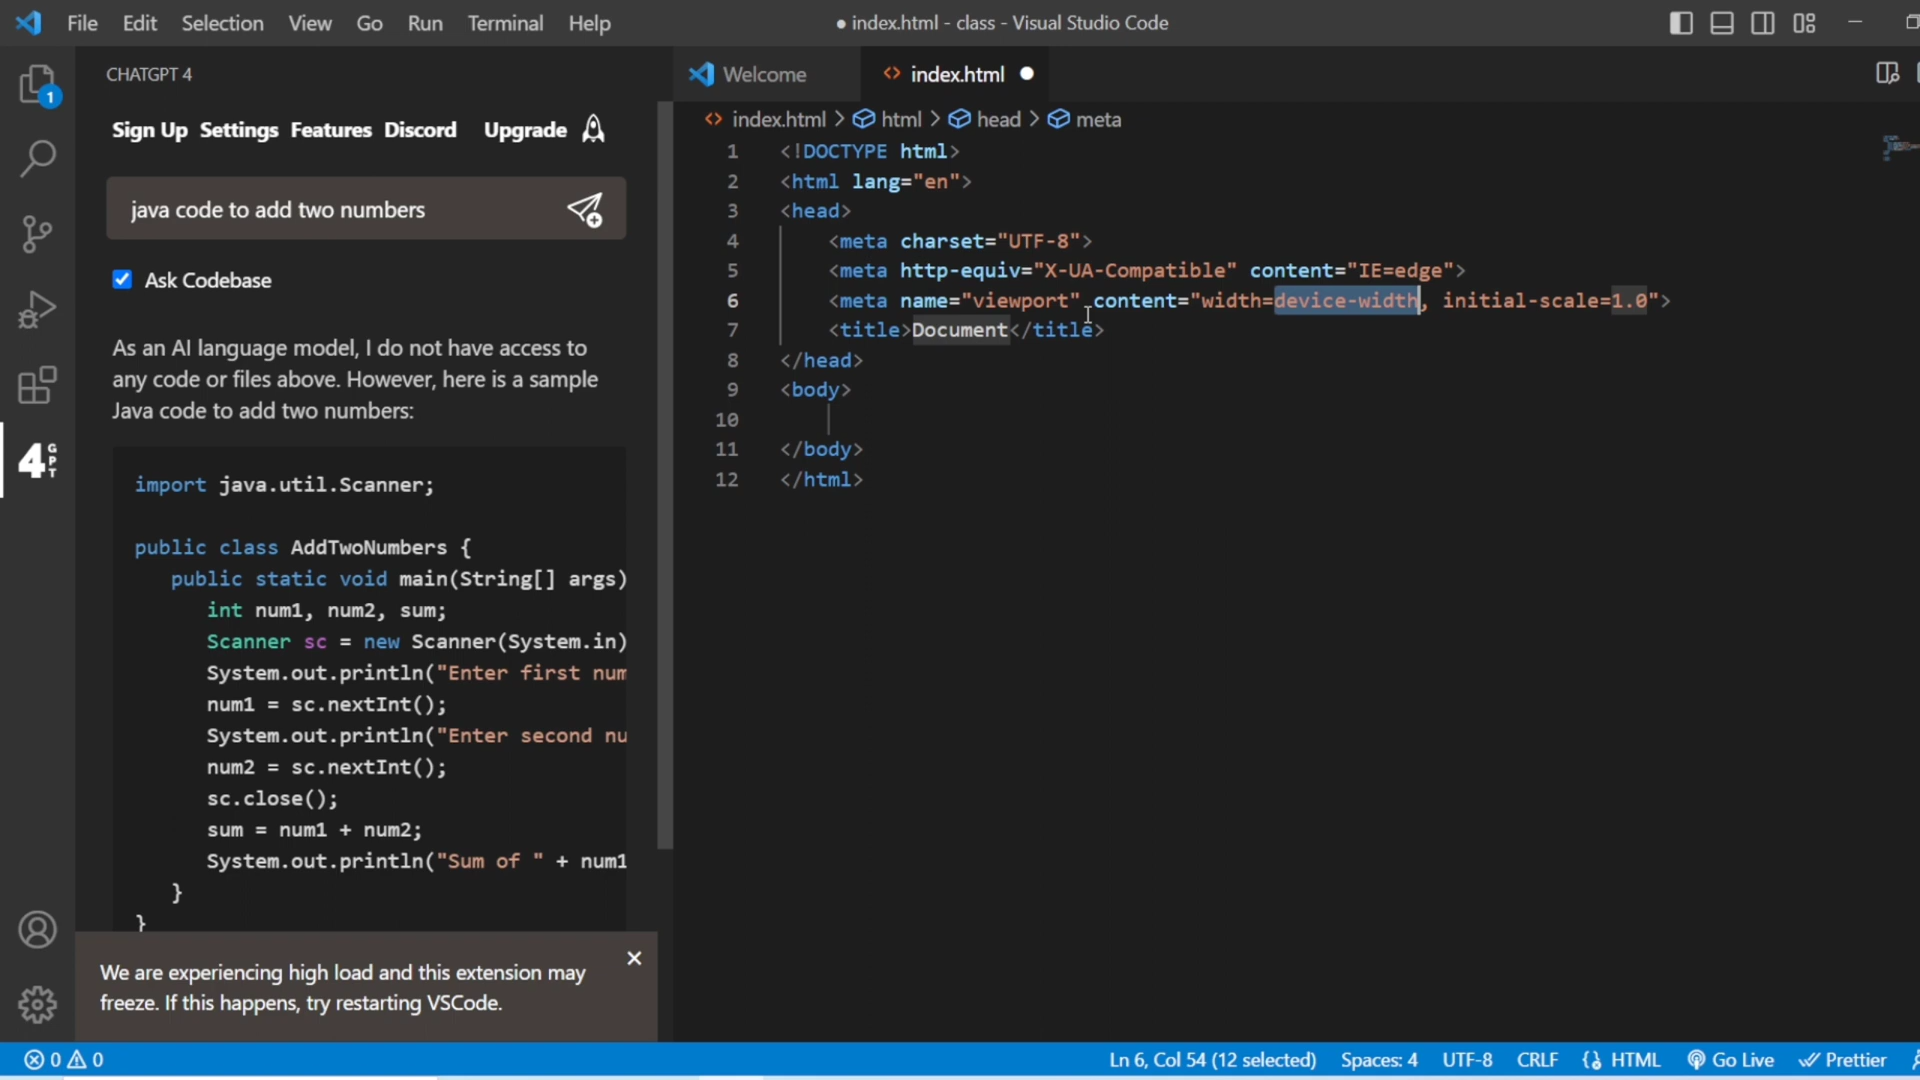 File Edit Selection View Go Run Terminal Help
● index.html - class - Visual Studio Code
1
4 GPT
CHATGPT 4
Sign Up Settings Features Discord Upgrade
java code to add two numbers
Ask Codebase
As an AI language model, I do not have access to
any code or files above. However, here is a sample
Java code to add two numbers:
import java.util.Scanner;
public class AddTwoNumbers {
public static void main(String[] args)
int num1, num2, sum;
Scanner sc = new Scanner(System.in)
System.out.println("Enter first num
num1 = sc.nextInt();
System.out.println("Enter second nu
num2 = sc.nextInt();
sc.close();
sum = num1 + num2;
System.out.println("Sum of " + num1
}
}
We are experiencing high load and this extension may
freeze. If this happens, try restarting VSCode.
Welcome
<> index.html ●
<> index.html > html > head > meta
1 <!DOCTYPE html>
2 <html lang="en">
3 <head>
4 <meta charset="UTF-8">
5 <meta http-equiv="X-UA-Compatible" content="IE=edge">
6 <meta name="viewport" content="width=device-width, initial-scale=1.0">
7 <title>Document</title>
8 </head>
9 <body>
10
11 </body>
12 </html>
0 0
Ln 6, Col 54 (12 selected) Spaces: 4 UTF-8 CRLF HTML Go Live Prettier